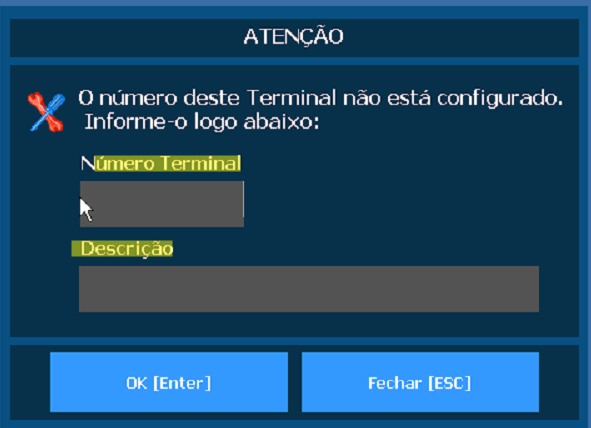 ATENÇÃO
O número deste Terminal não está configurado.
Informe-o logo abaixo:
Número Terminal
Descrição
OK [Enter]
Fechar [ESC]